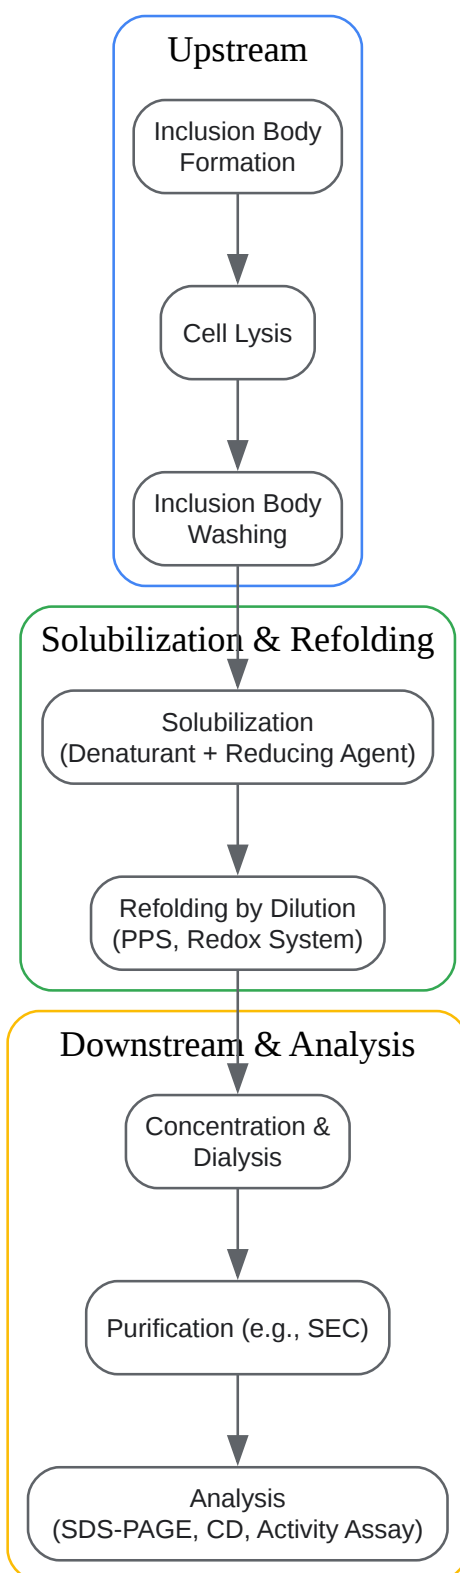 Upstream
Inclusion Body
Formation
Cell Lysis
Inclusion Body
Washing
Solubilization & Refolding
Solubilization
(Denaturant + Reducing Agent)
Refolding by Dilution
(PPS, Redox System)
Downstream & Analysis
Concentration &
Dialysis
Purification (e.g., SEC)
Analysis
(SDS-PAGE, CD, Activity Assay)